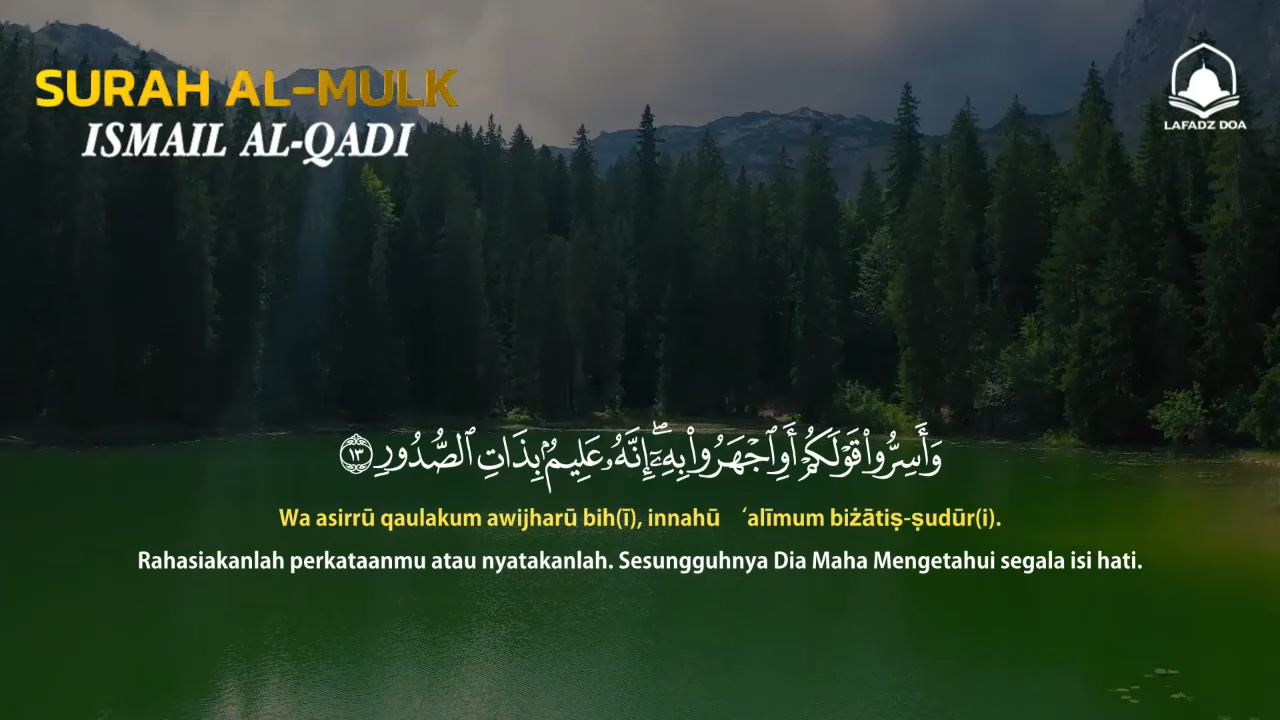 SURAH AL-MULK
ISMAIL AL-QADI
LAFADZ DOA
وَأَسِرُّوا۟ قَوْلَكُمْ أَوِ ٱجْهَرُوا۟ بِهِۦٓ ۖ إِنَّهُۥ عَلِيمٌۢ بِذَاتِ ٱلصُّدُورِ ١٣
Wa asirrū qaulakum awijharū bih(ī), innahū ‘alīmum biżātiṣ-ṣudūr(i).
Rahasiakanlah perkataanmu atau nyatakanlah. Sesungguhnya Dia Maha Mengetahui segala isi hati.